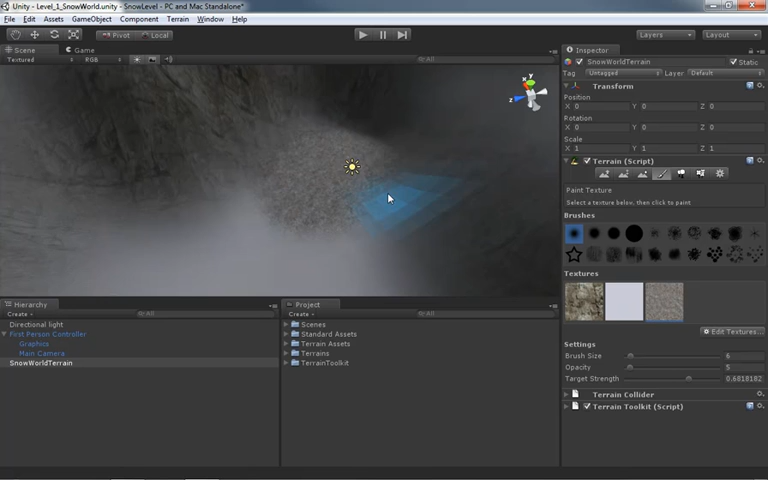 Unity - Level_1_SnowWorld.unity - SnowLevel - PC and Mac Standalone*
File Edit Assets GameObject Component Terrain Window Help
Pivot Local Layers Layout
Scene Game
Textured RGB All
y
x
z
Inspector
SnowWorldTerrain Static
Tag Untagged Layer Default
Transform
Position
X 0 Y 0 Z 0
Rotation
X 0 Y 0 Z 0
Scale
X 1 Y 1 Z 1
Terrain (Script)
Paint Texture
Select a texture below, then click to paint
Brushes
Textures
Edit Textures...
Settings
Brush Size 6
Opacity 5
Target Strength 0.6818182
Terrain Collider
Terrain Toolkit (Script)
Hierarchy
Create All
Directional light
First Person Controller
Graphics
Main Camera
SnowWorldTerrain
Project
Create All
Scenes
Standard Assets
Terrain Assets
Terrains
TerrainToolkit